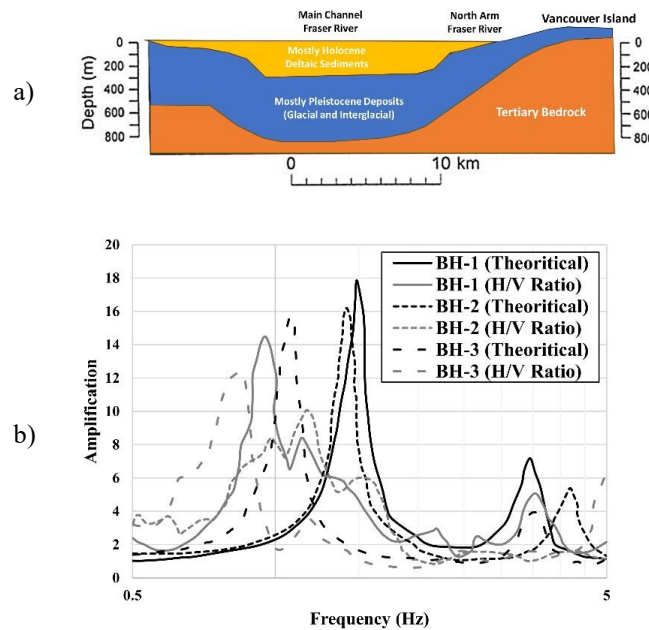 a)
Main Channel
Fraser River
North Arm
Fraser River
Vancouver Island
Depth (m)
0
200
400
600
800
0
200
400
600
800
Mostly Holocene
Deltaic Sediments
Mostly Pleistocene Deposits
(Glacial and Interglacial)
Tertiary Bedrock
0
10 km
b)
Amplification
20
18
16
14
12
10
8
6
4
2
0
BH-1 (Theoritical)
BH-1 (H/V Ratio)
BH-2 (Theoritical)
BH-2 (H/V Ratio)
BH-3 (Theoritical)
BH-3 (H/V Ratio)
0.5
5
Frequency (Hz)